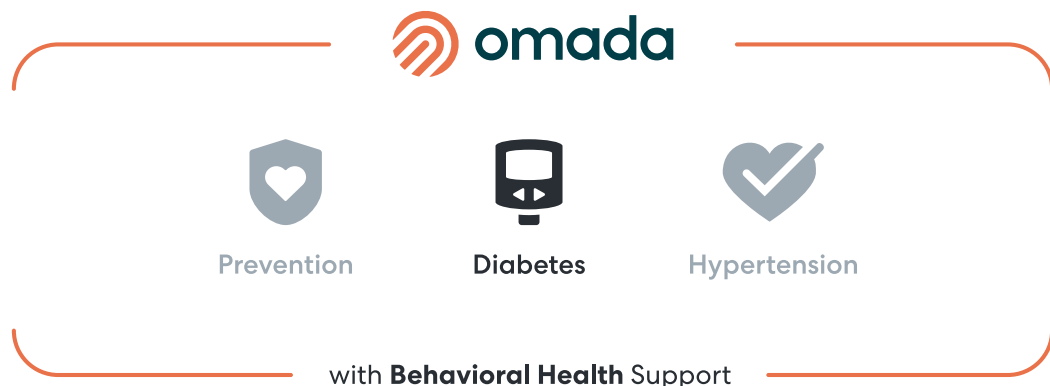 omada
Prevention
Diabetes
Hypertension
with Behavioral Health Support